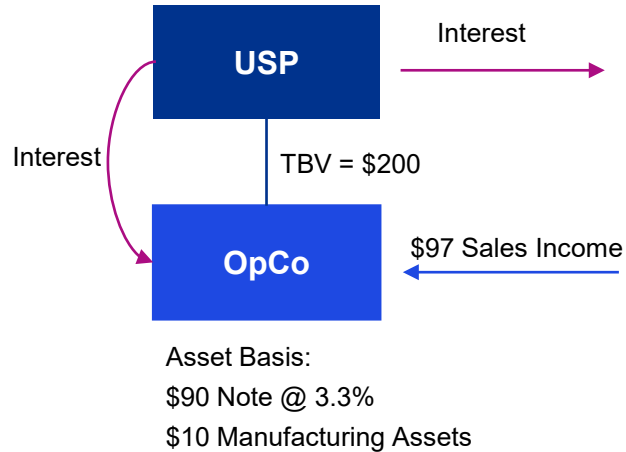 USP
Interest
Interest
TBV = $200
OpCo
$97 Sales Income
Asset Basis:
$90 Note @ 3.3%
$10 Manufacturing Assets